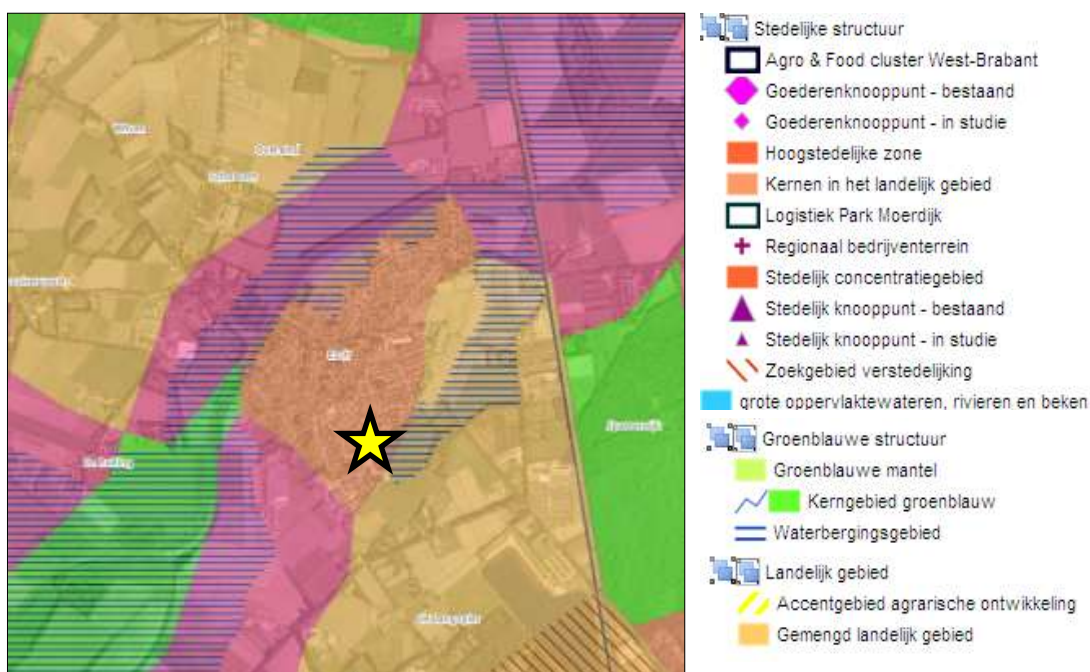 Stedelijke structuur
Agro & Food cluster West-Brabant
Goederenknooppunt - bestaand
Goederenknooppunt - in studie
Hoogstedelijke zone
Kernen in het landelijk gebied
Logistiek Park Moerdijk
Regionaal bedrijventerrein
Stedelijk concentratiegebied
Stedelijk knooppunt - bestaand
Stedelijk knooppunt - in studie
Zoekgebied verstedelijking
grote oppervlaktewateren, rivieren en beken
Groenblauwe structuur
Groenblauwe mantel
Kerngebied groenblauw
Waterbergingsgebied
Landelijk gebied
Accentgebied agrarische ontwikkeling
Gemengd landelijk gebied